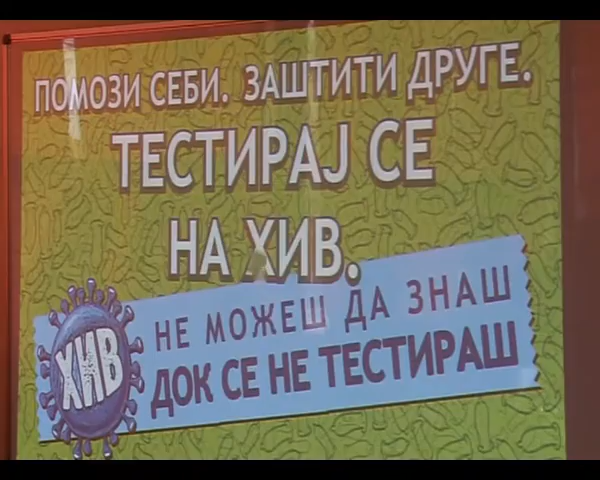 ПОМОЗИ СЕБИ. ЗАШТИТИ ДРУГЕ.
ТЕСТИРАЈ СЕ
НА ХИВ.
НЕ МОЖЕШ ДА ЗНАШ
ДОК СЕ НЕ ТЕСТИРАШ
ХИВ